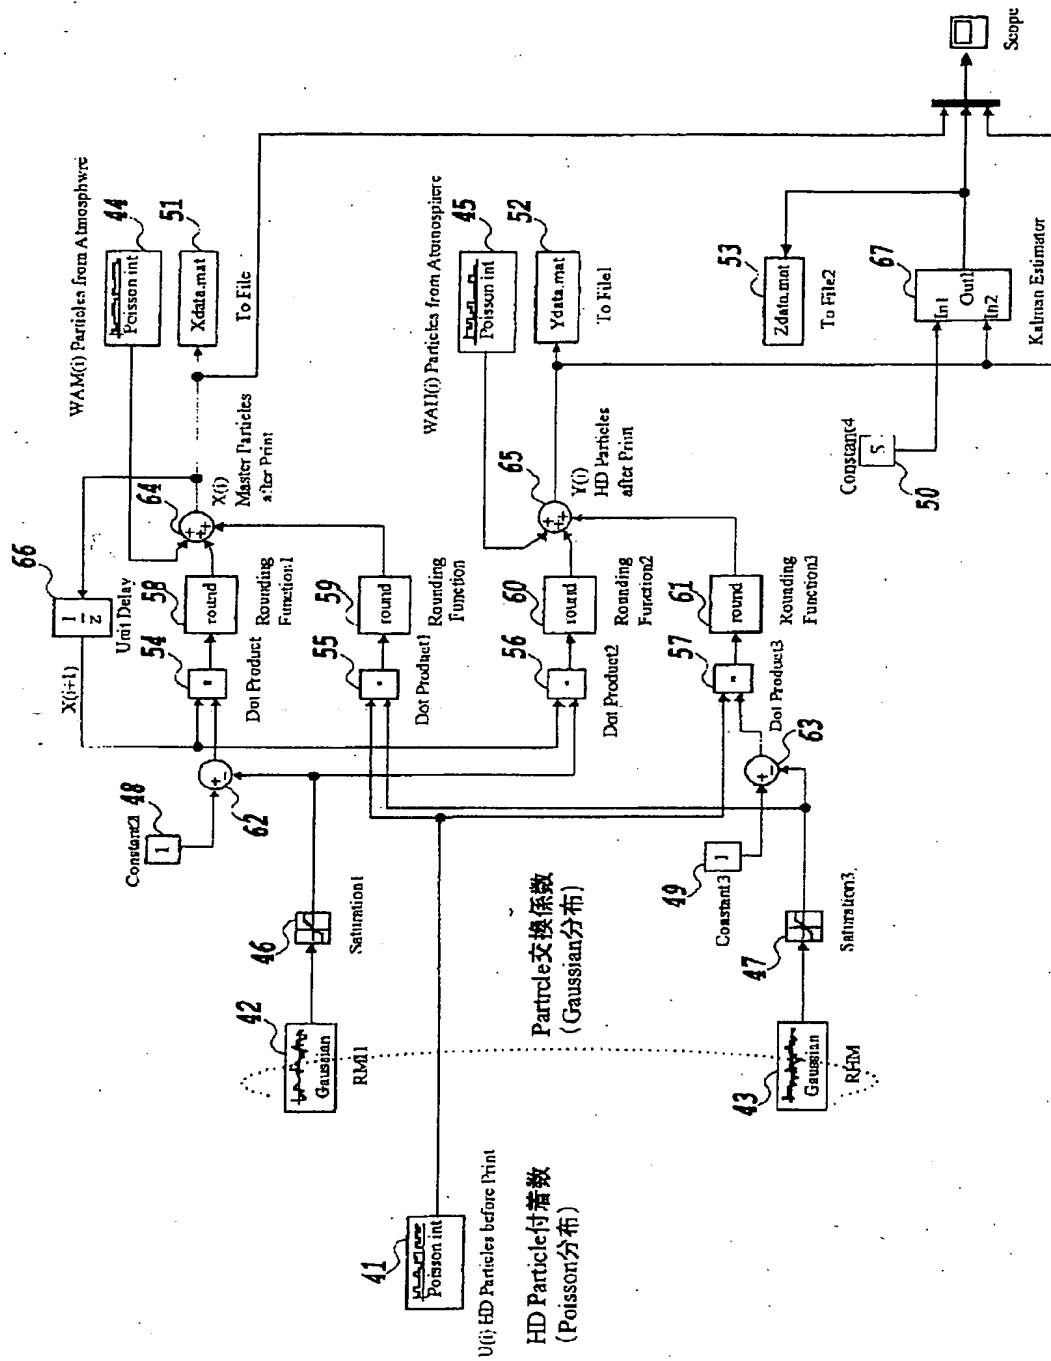 41
Poisson int
U(i) HD Particles before Print
HD Particle付着数
(Poisson分布)
42
Gaussian
RMH
43
Gaussian
RHM
Partrcle交換係数
(Gaussian分布)
46
Saturation1
47
Saturation3
Constant2
48
1
62
+
-
49
1
Constant3
63
+
-
X(i+1)
66
1
z
Unit Delay
54
Dot Product
55
Dot Product1
56
Dot Product2
57
Dot Product3
58
round
Rounding
Function1
59
round
Rounding
Function
60
round
Rounding
Function2
61
round
Rounding
Function3
64
+
+
+
X(i)
Master Particles
after Print
65
+
+
+
Y(i)
HD Particles
after Print
WAM(i) Particles from Atmosphwre
44
Poisson int
51
Xdata.mat
To File
WAH(i) Particles from Atomosphere
45
Poisson int
52
Ydata.mat
To File1
Constant4
5
50
53
Zdata.mat
To File2
67
In1
Out1
In2
Kalman Estimator
Scope